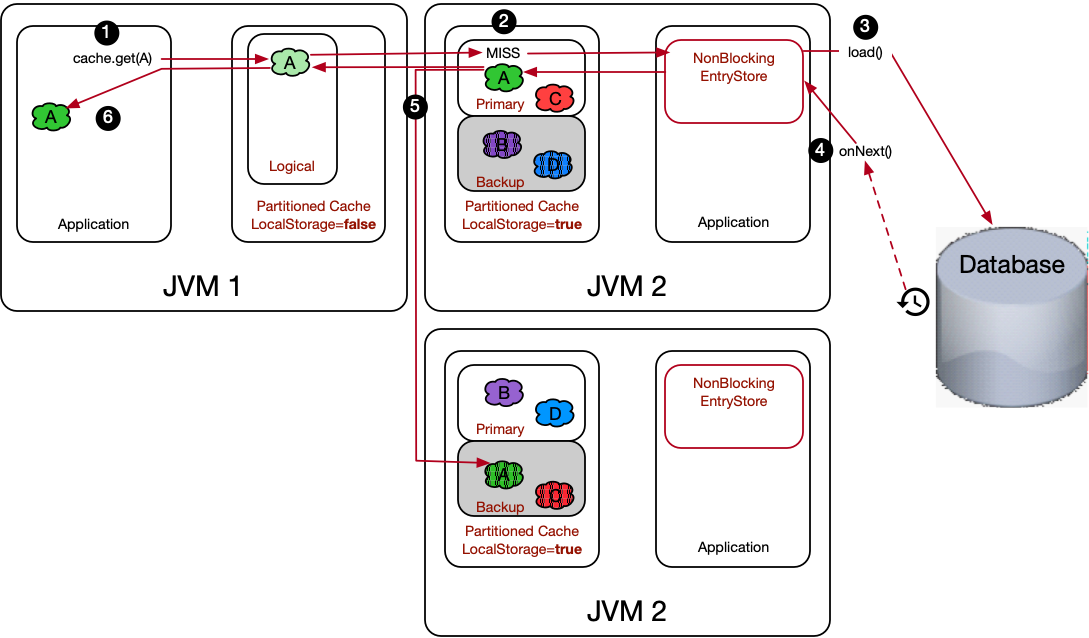 1
cache.get(A)
A
6
Application
A
Logical
Partitioned Cache
LocalStorage=false
JVM 1
2
MISS
A
C
Primary
B
D
Backup
Partitioned Cache
LocalStorage=true
5
NonBlocking
EntryStore
Application
JVM 2
3
load()
4
onNext()
Database
B
D
Primary
A
C
Backup
Partitioned Cache
LocalStorage=true
NonBlocking
EntryStore
Application
JVM 2